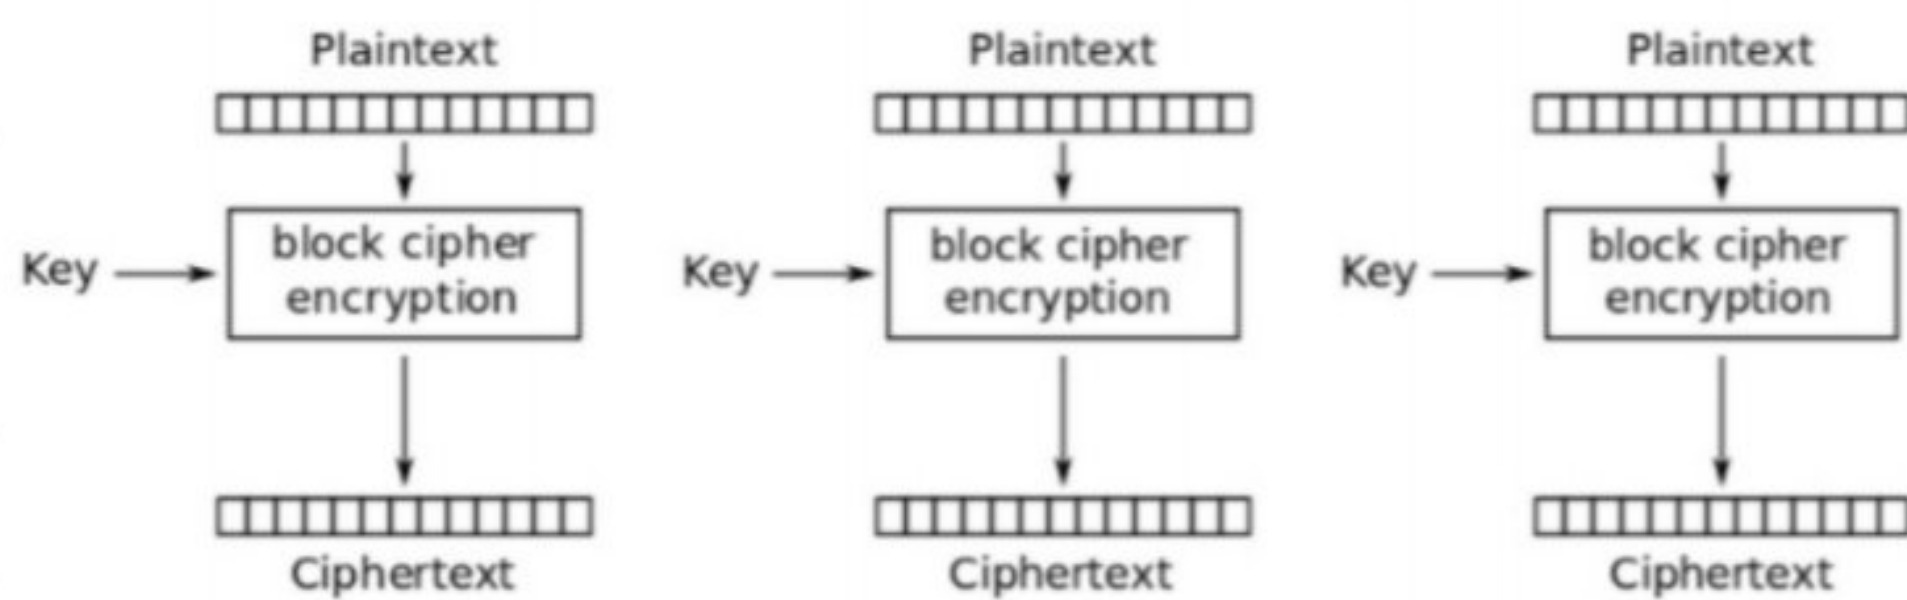 Plaintext
Plaintext
Plaintext
Key
block cipher
encryption
Key
block cipher
encryption
Key
block cipher
encryption
Ciphertext
Ciphertext
Ciphertext